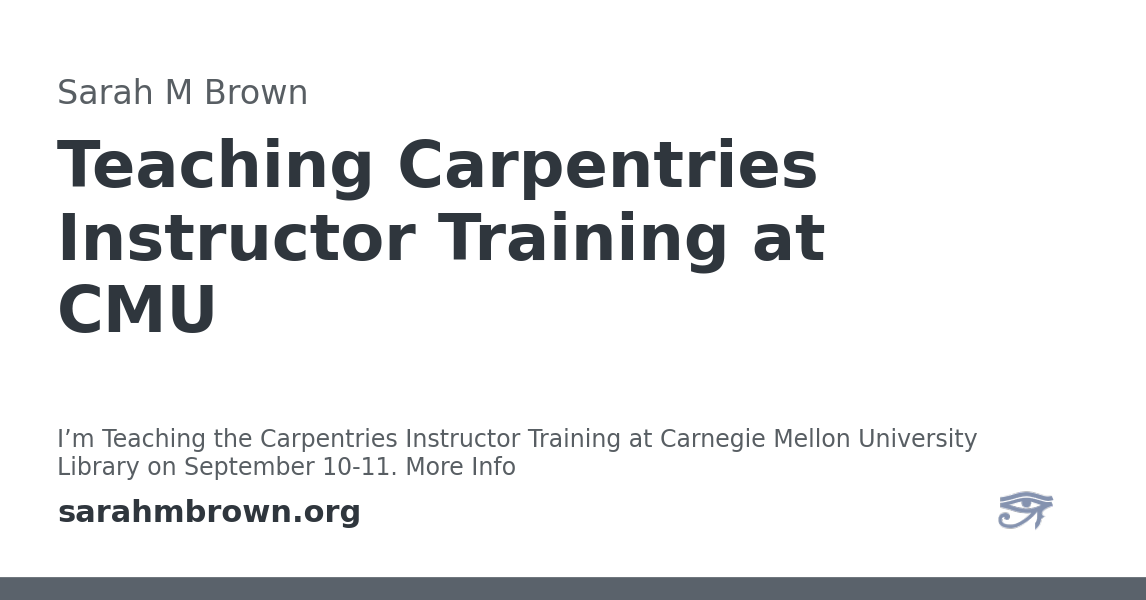 Sarah M Brown
Teaching Carpentries
Instructor Training at
CMU
I’m Teaching the Carpentries Instructor Training at Carnegie Mellon University
Library on September 10-11. More Info
sarahmbrown.org